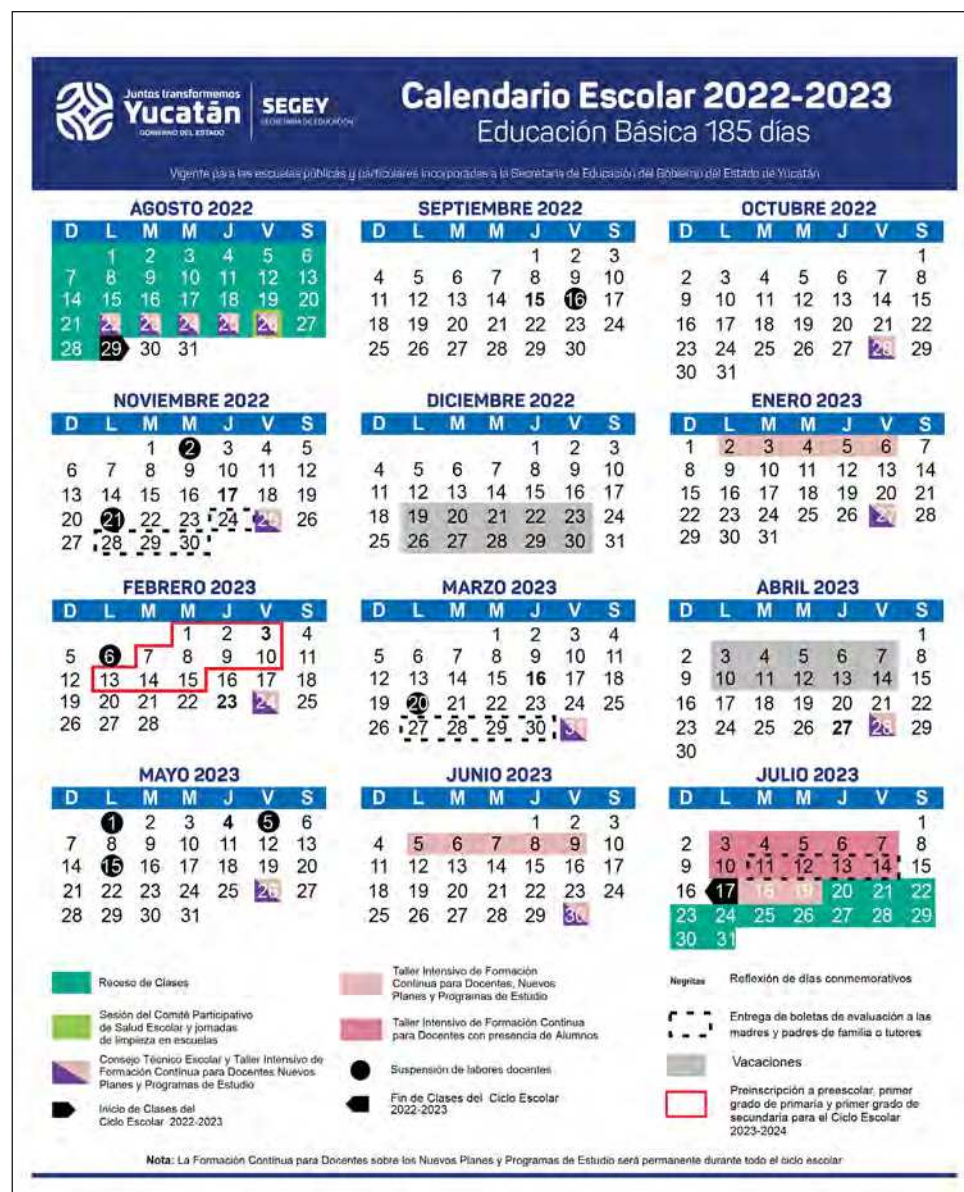 Juntos transformemos
Yucatán
GOBIERNO DEL ESTADO
SEGEY
SECRETARÍA DE EDUCACIÓN
Calendario Escolar 2022-2023
Educación Básica 185 días
Vigente para las escuelas públicas y particulares incorporadas a la Secretaría de Educación del Gobierno del Estado de Yucatán
AGOSTO 2022
D L M M J V S
1 2 3 4 5 6
7 8 9 10 11 12 13
14 15 16 17 18 19 20
21 22 23 24 25 26 27
28 29 30 31
SEPTIEMBRE 2022
D L M M J V S
1 2 3
4 5 6 7 8 9 10
11 12 13 14 15 16 17
18 19 20 21 22 23 24
25 26 27 28 29 30
OCTUBRE 2022
D L M M J V S
1
2 3 4 5 6 7 8
9 10 11 12 13 14 15
16 17 18 19 20 21 22
23 24 25 26 27 28 29
30 31
NOVIEMBRE 2022
D L M M J V S
1 2 3 4 5
6 7 8 9 10 11 12
13 14 15 16 17 18 19
20 21 22 23 24 25 26
27 28 29 30
DICIEMBRE 2022
D L M M J V S
1 2 3
4 5 6 7 8 9 10
11 12 13 14 15 16 17
18 19 20 21 22 23 24
25 26 27 28 29 30 31
ENERO 2023
D L M M J V S
1 2 3 4 5 6 7
8 9 10 11 12 13 14
15 16 17 18 19 20 21
22 23 24 25 26 27 28
29 30 31
FEBRERO 2023
D L M M J V S
1 2 3 4
5 6 7 8 9 10 11
12 13 14 15 16 17 18
19 20 21 22 23 24 25
26 27 28
MARZO 2023
D L M M J V S
1 2 3 4
5 6 7 8 9 10 11
12 13 14 15 16 17 18
19 20 21 22 23 24 25
26 27 28 29 30 31
ABRIL 2023
D L M M J V S
1
2 3 4 5 6 7 8
9 10 11 12 13 14 15
16 17 18 19 20 21 22
23 24 25 26 27 28 29
30
MAYO 2023
D L M M J V S
1 2 3 4 5 6
7 8 9 10 11 12 13
14 15 16 17 18 19 20
21 22 23 24 25 26 27
28 29 30 31
JUNIO 2023
D L M M J V S
1 2 3
4 5 6 7 8 9 10
11 12 13 14 15 16 17
18 19 20 21 22 23 24
25 26 27 28 29 30
JULIO 2023
D L M M J V S
1
2 3 4 5 6 7 8
9 10 11 12 13 14 15
16 17 18 19 20 21 22
23 24 25 26 27 28 29
30 31
Receso de Clases
Sesión del Comité Participativo
de Salud Escolar y jornadas
de limpieza en escuelas
Consejo Técnico Escolar y Taller Intensivo de
Formación Continua para Docentes Nuevos
Planes y Programas de Estudio
Inicio de Clases del
Ciclo Escolar 2022-2023
Taller Intensivo de Formación
Continua para Docentes, Nuevos
Planes y Programas de Estudio
Taller Intensivo de Formación Continua
para Docentes con presencia de Alumnos
Suspensión de labores docentes
Fin de Clases del Ciclo Escolar
2022-2023
Negritas Reflexión de días conmemorativos
Entrega de boletas de evaluación a las
madres y padres de familia o tutores
Vacaciones
Preinscripción a preescolar, primer
grado de primaria y primer grado de
secundaria para el Ciclo Escolar
2023-2024
Nota: La Formación Continua para Docentes sobre los Nuevos Planes y Programas de Estudio será permanente durante todo el ciclo escolar